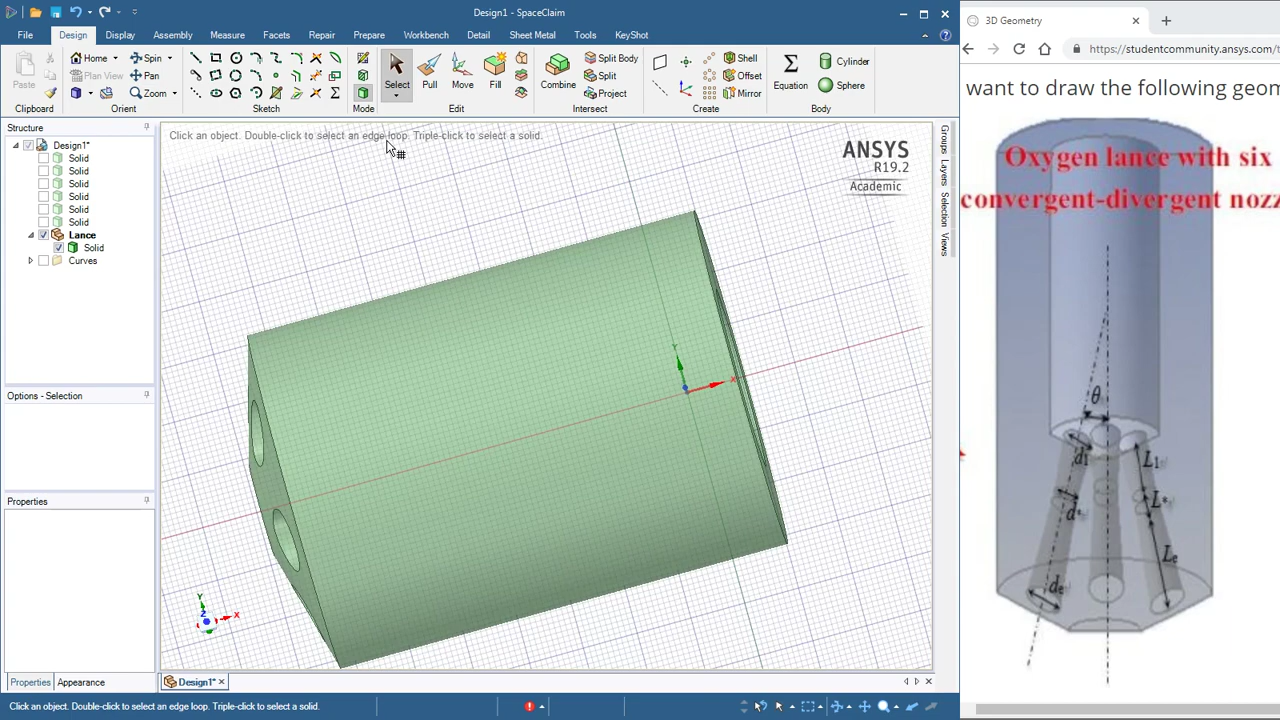 Design1 - SpaceClaim
File Design Display Assembly Measure Facets Repair Prepare Workbench Detail Sheet Metal Tools KeyShot
Paste
Clipboard
Home Spin
Plan View Pan
Zoom
Orient
Sketch
Mode
Select Pull Move Fill
Edit
Combine
Split Body
Split
Project
Intersect
Shell
Offset
Mirror
Create
Equation
Cylinder
Sphere
Body
Structure
Design1*
Solid
Solid
Solid
Solid
Solid
Solid
Lance
Solid
Curves
Options - Selection
Properties
Properties Appearance
Click an object. Double-click to select an edge loop. Triple-click to select a solid.
ANSYS
R19.2
Academic
Y
X
Y
Z
X
Groups
Layers
Selection
Views
Design1*
Click an object. Double-click to select an edge loop. Triple-click to select a solid.
3D Geometry
https://studentcommunity.ansys.com/t
want to draw the following geom
Oxygen lance with six
convergent-divergent nozz
θ
d1
L1
L*
d*
Le
de